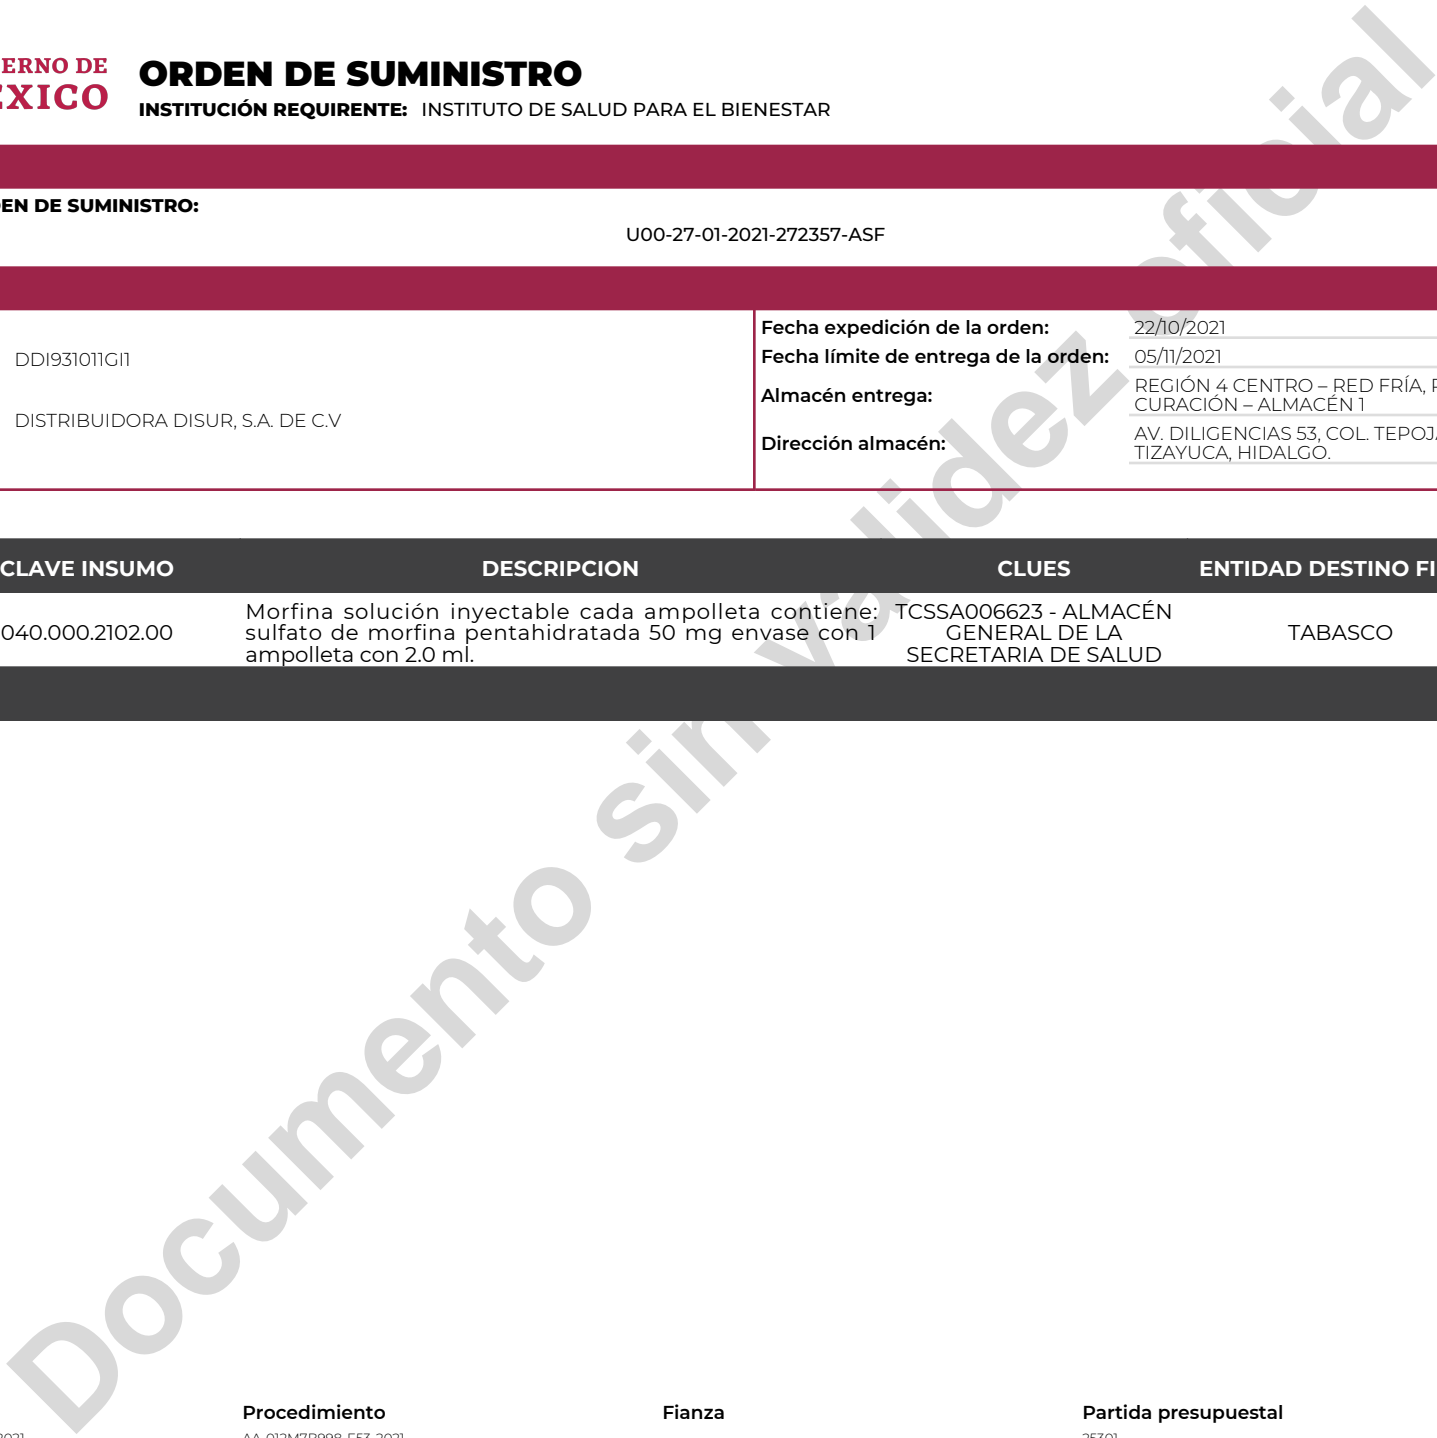 ERNO DE
EXICO
ORDEN DE SUMINISTRO
INSTITUCIÓN REQUIRENTE: INSTITUTO DE SALUD PARA EL BIENESTAR
EN DE SUMINISTRO:
U00-27-01-2021-272357-ASF
DDI931011GI1
DISTRIBUIDORA DISUR, S.A. DE C.V
Fecha expedición de la orden: 22/10/2021
Fecha límite de entrega de la orden: 05/11/2021
Almacén entrega: REGIÓN 4 CENTRO – RED FRÍA,
CURACIÓN – ALMACÉN 1
Dirección almacén: AV. DILIGENCIAS 53, COL. TEPOJ
TIZAYUCA, HIDALGO.
CLAVE INSUMO DESCRIPCION CLUES ENTIDAD DESTINO FI
040.000.2102.00
Morfina solución inyectable cada ampolleta contiene:
sulfato de morfina pentahidratada 50 mg envase con 1
ampolleta con 2.0 ml.
TCSSA006623 - ALMACÉN
GENERAL DE LA
SECRETARIA DE SALUD
TABASCO
Documento sin validez oficial
Procedimiento Fianza Partida presupuestal